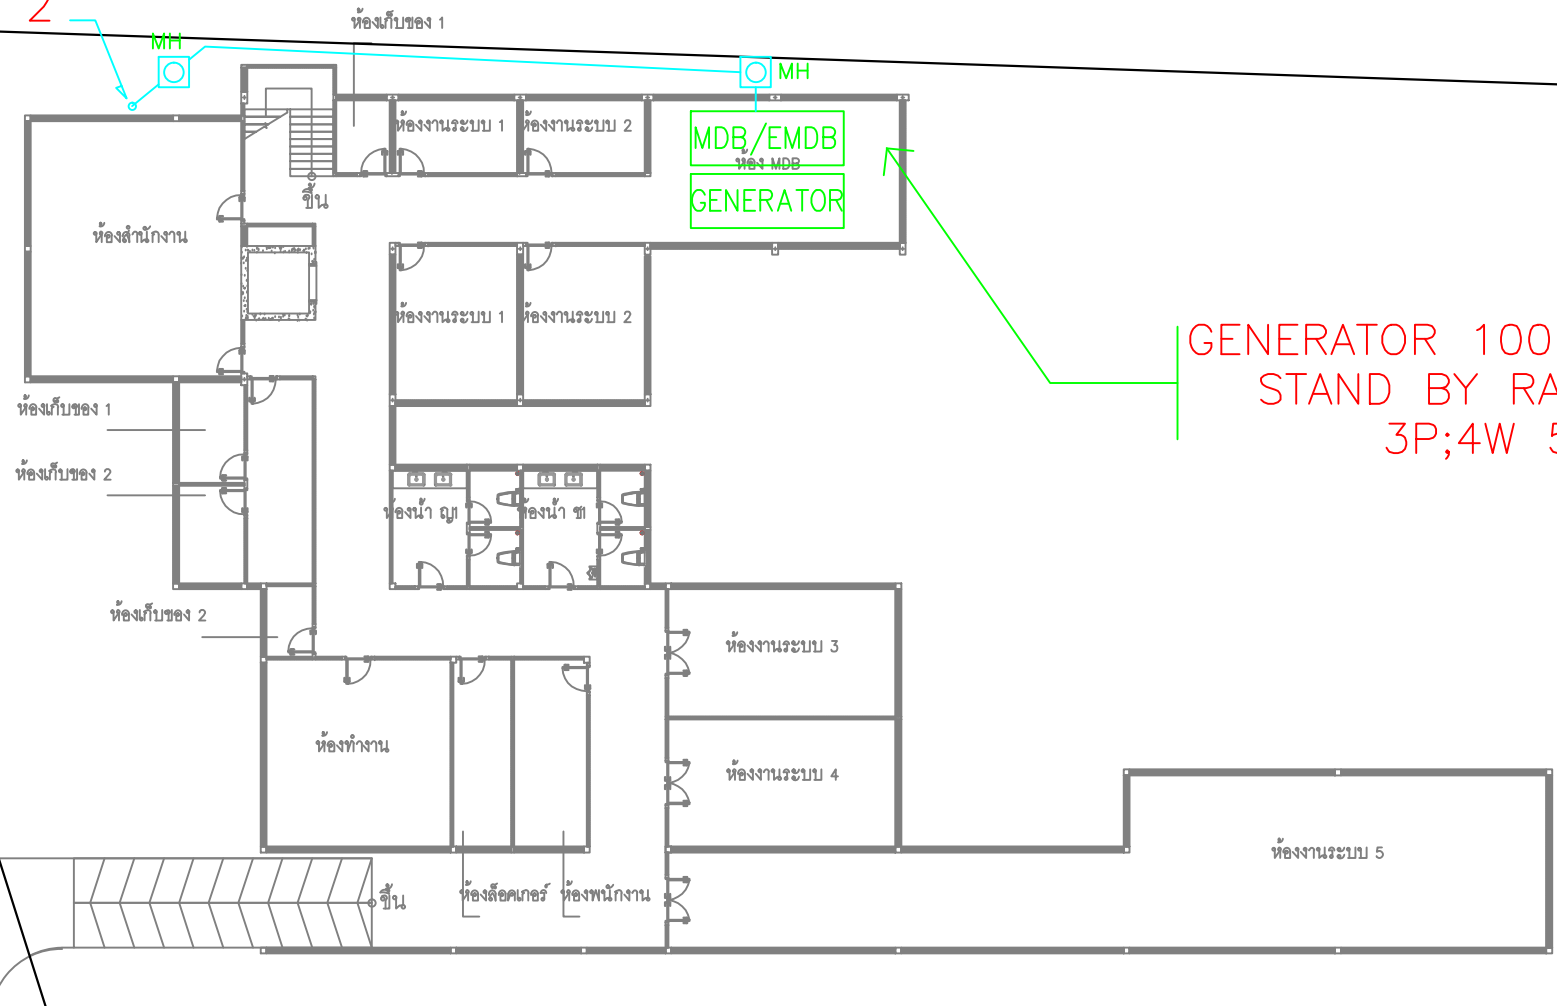 2
ห้องเก็บของ 1
MH
MH
ห้องงานระบบ 1
ห้องงานระบบ 2
MDB/EMDB
ห้อง MDB
GENERATOR
ขึ้น
ห้องสำนักงาน
ห้องงานระบบ 1
ห้องงานระบบ 2
GENERATOR 100
STAND BY RA
3P;4W 5
ห้องเก็บของ 1
ห้องเก็บของ 2
ห้องน้ำ ญ1
ห้องน้ำ ช1
ห้องเก็บของ 2
ห้องงานระบบ 3
ห้องทำงาน
ห้องงานระบบ 4
ห้องงานระบบ 5
ขึ้น
ห้องล็อคเกอร์
ห้องพนักงาน